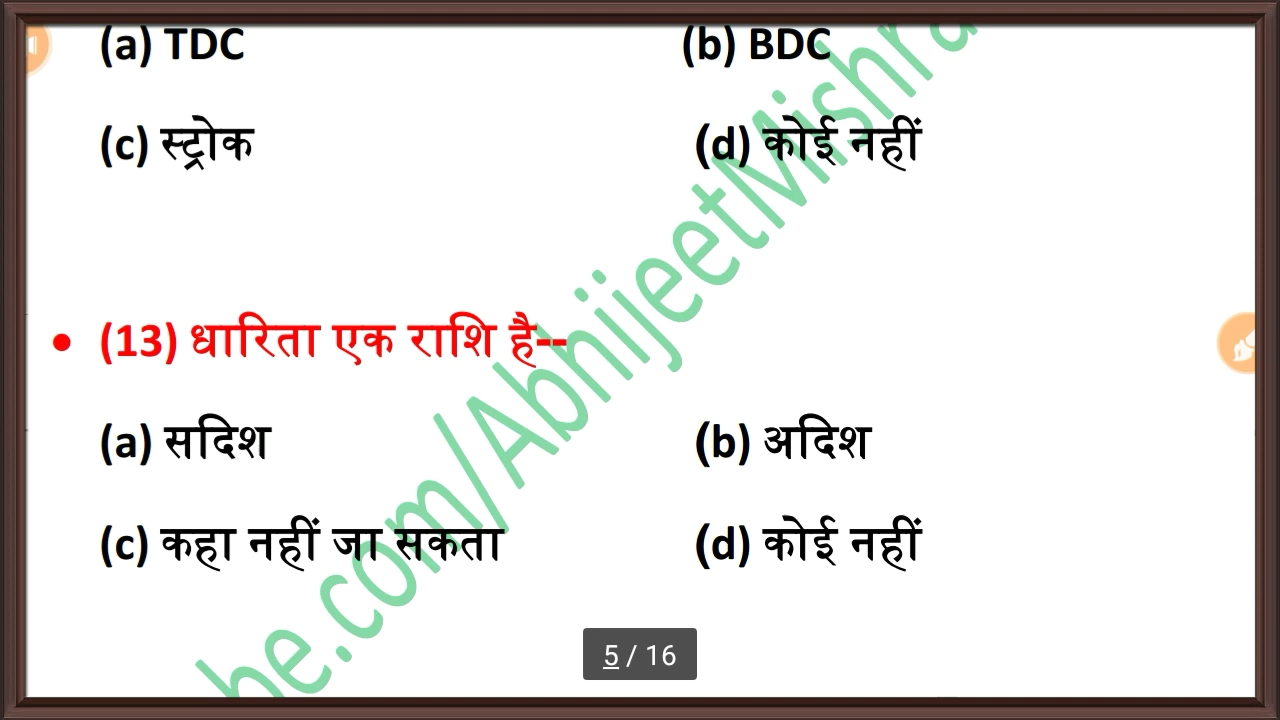 (a) TDC (b) BDC
(c) स्ट्रोक (d) कोई नहीं
• (13) धारिता एक राशि है--
(a) सदिश (b) अदिश
(c) कहा नहीं जा सकता (d) कोई नहीं
be.com/AbhijeetMishra
5 / 16